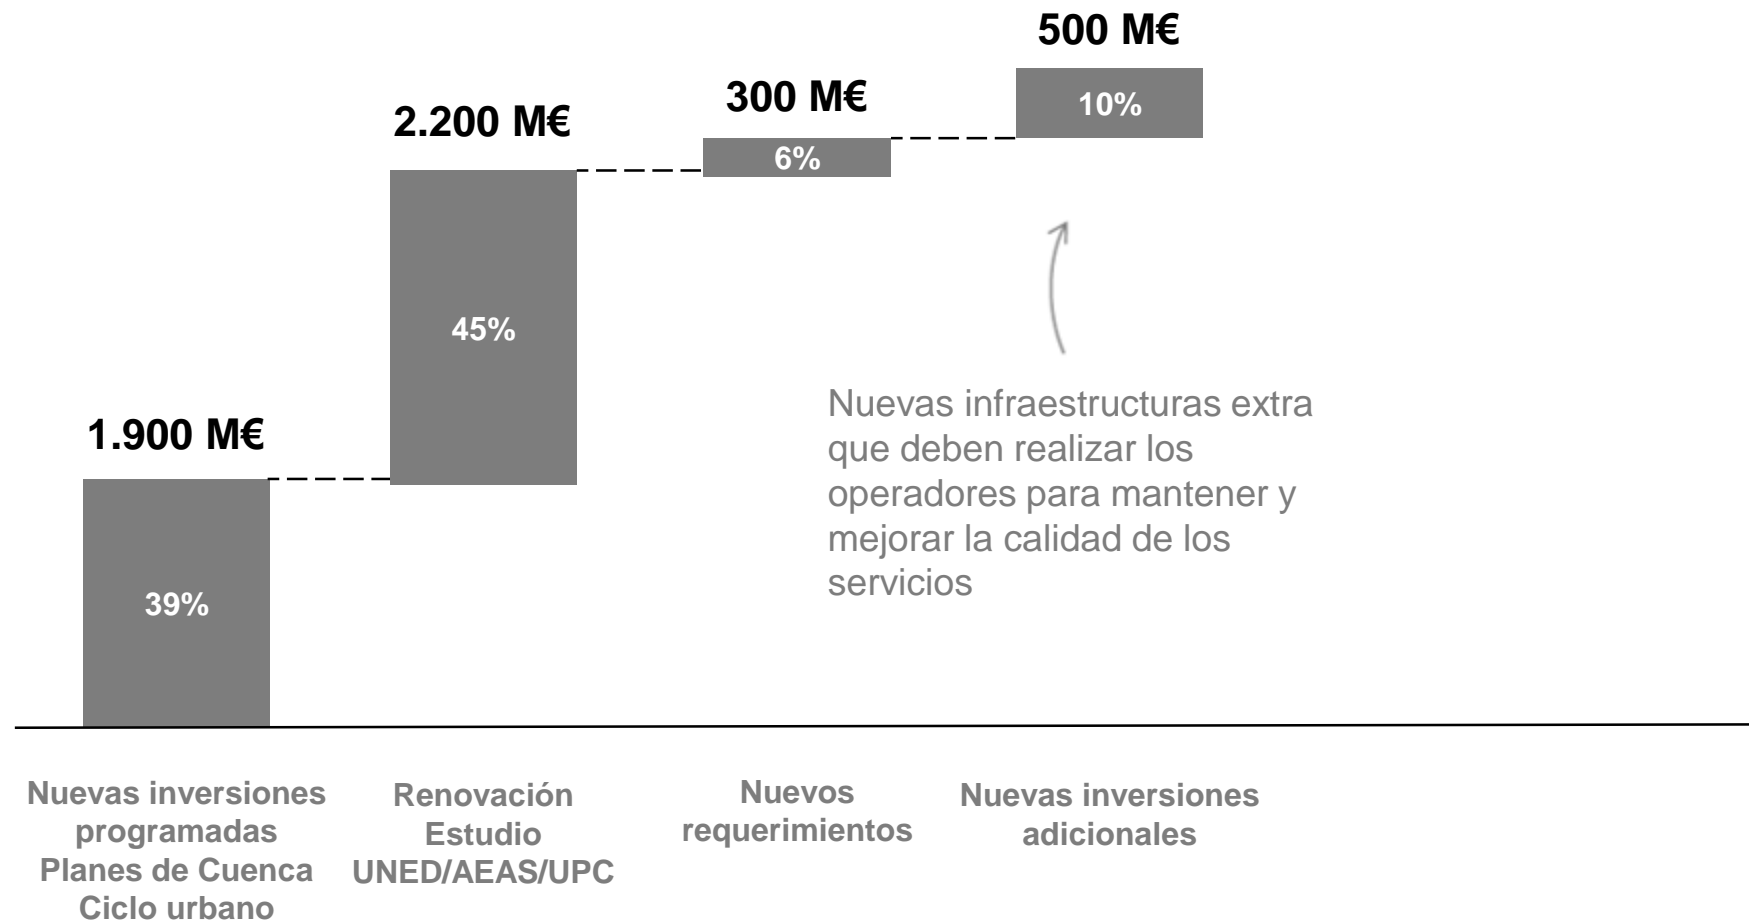 500 M€
10%
300 M€
6%
2.200 M€
45%
1.900 M€
39%
Nuevas infraestructuras extra
que deben realizar los
operadores para mantener y
mejorar la calidad de los
servicios
Nuevas inversiones
programadas
Planes de Cuenca
Ciclo urbano
Renovación
Estudio
UNED/AEAS/UPC
Nuevos
requerimientos
Nuevas inversiones
adicionales